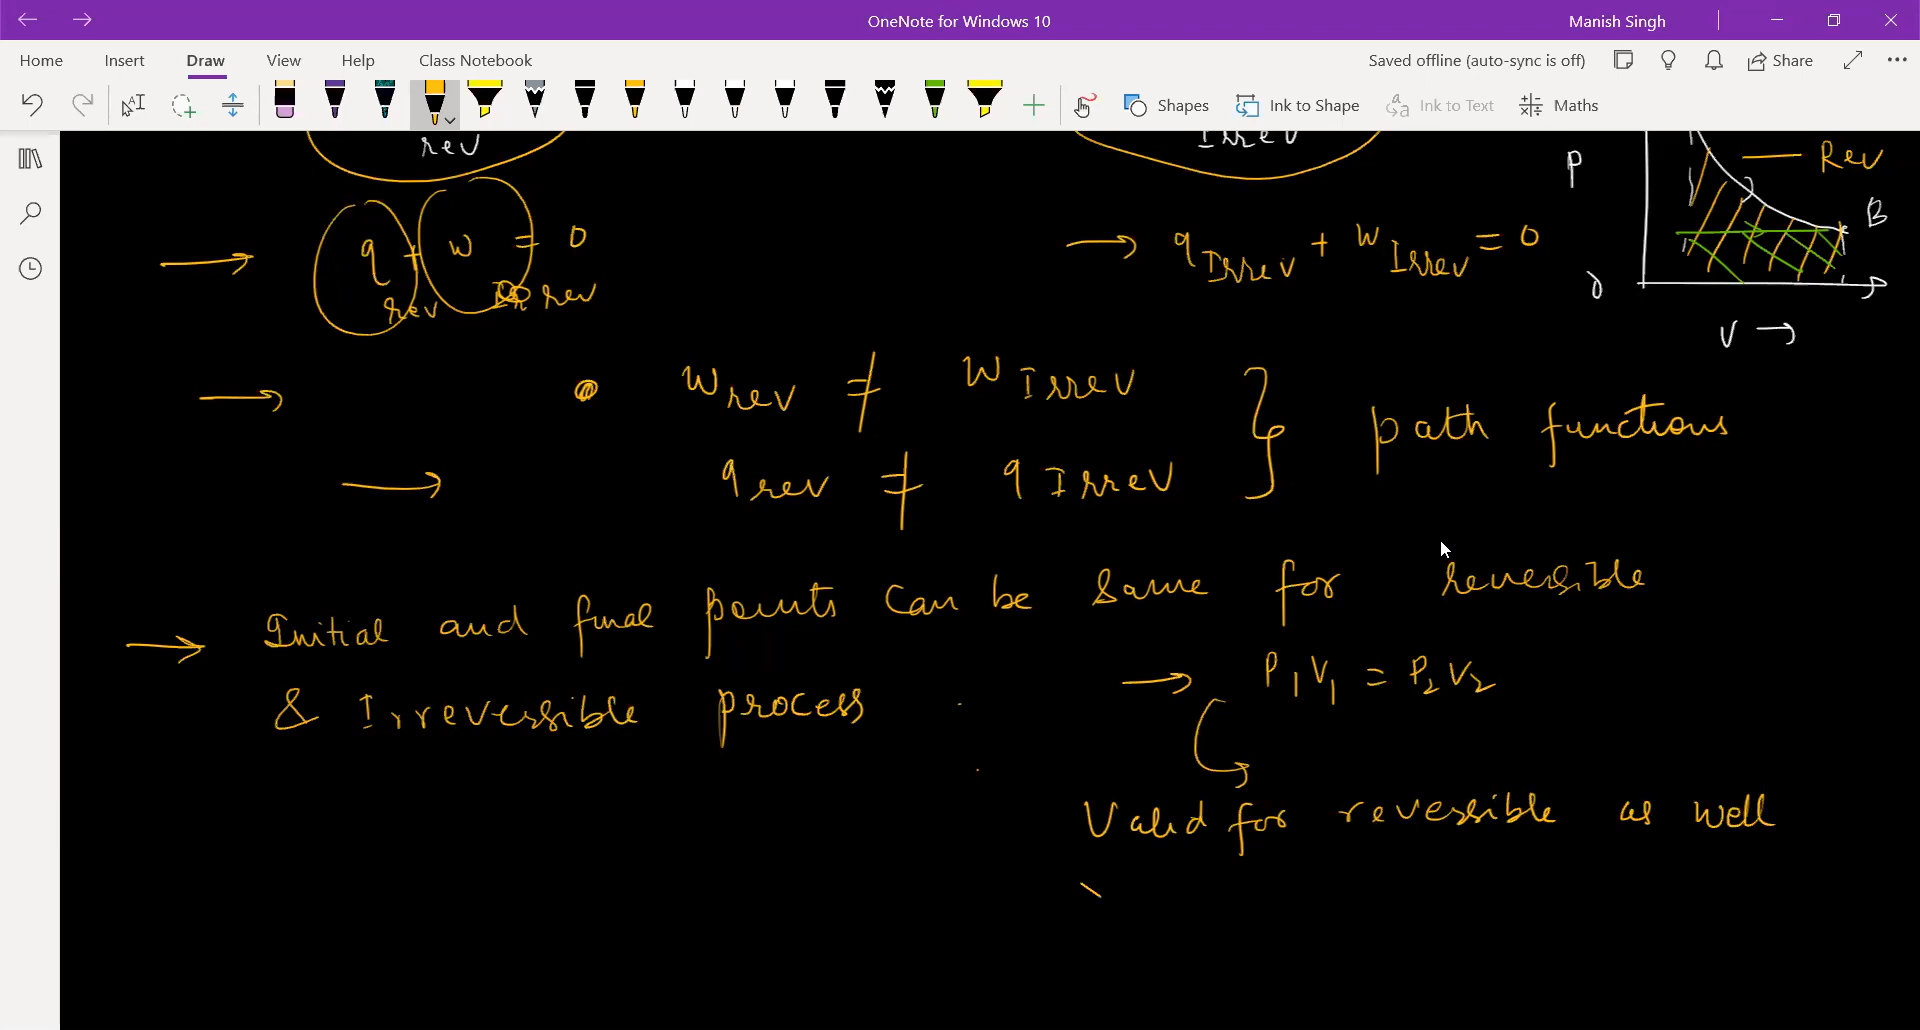 OneNote for Windows 10
Manish Singh
Home Insert Draw View Help Class Notebook
Saved offline (auto-sync is off) Share
Shapes Ink to Shape Ink to Text Maths
rev
Irrev
P
Rev
B
q rev + w rev = 0
→ q Irrev + w Irrev = 0
V →
→ W rev ≠ W Irrev
→ q rev ≠ q Irrev } path functions
→ Initial and final points can be same for reversible
& Irreversible process .
→ P1V1 = P2V2
Valid for reversible as well